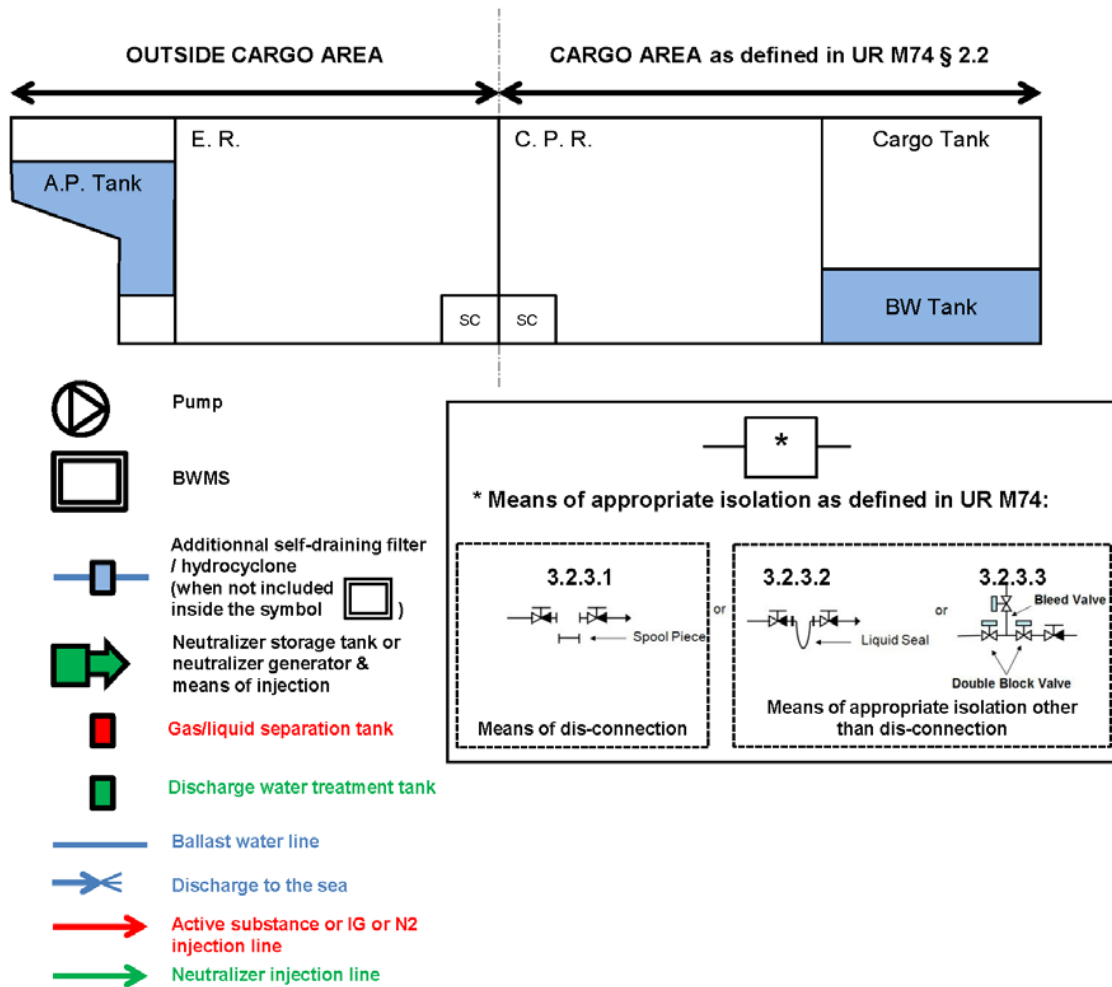 OUTSIDE CARGO AREA
CARGO AREA as defined in UR M74 § 2.2
E. R.
C. P. R.
Cargo Tank
A.P. Tank
SC
SC
BW Tank
Pump
BWMS
Additionnal self-draining filter
/ hydrocyclone
(when not included
inside the symbol )
Neutralizer storage tank or
neutralizer generator &
means of injection
Gas/liquid separation tank
Discharge water treatment tank
Ballast water line
Discharge to the sea
Active substance or IG or N2
injection line
Neutralizer injection line
*
* Means of appropriate isolation as defined in UR M74:
3.2.3.1
Spool Piece
Means of dis-connection
or
3.2.3.2
Liquid Seal
or
3.2.3.3
Bleed Valve
Double Block Valve
Means of appropriate isolation other
than dis-connection